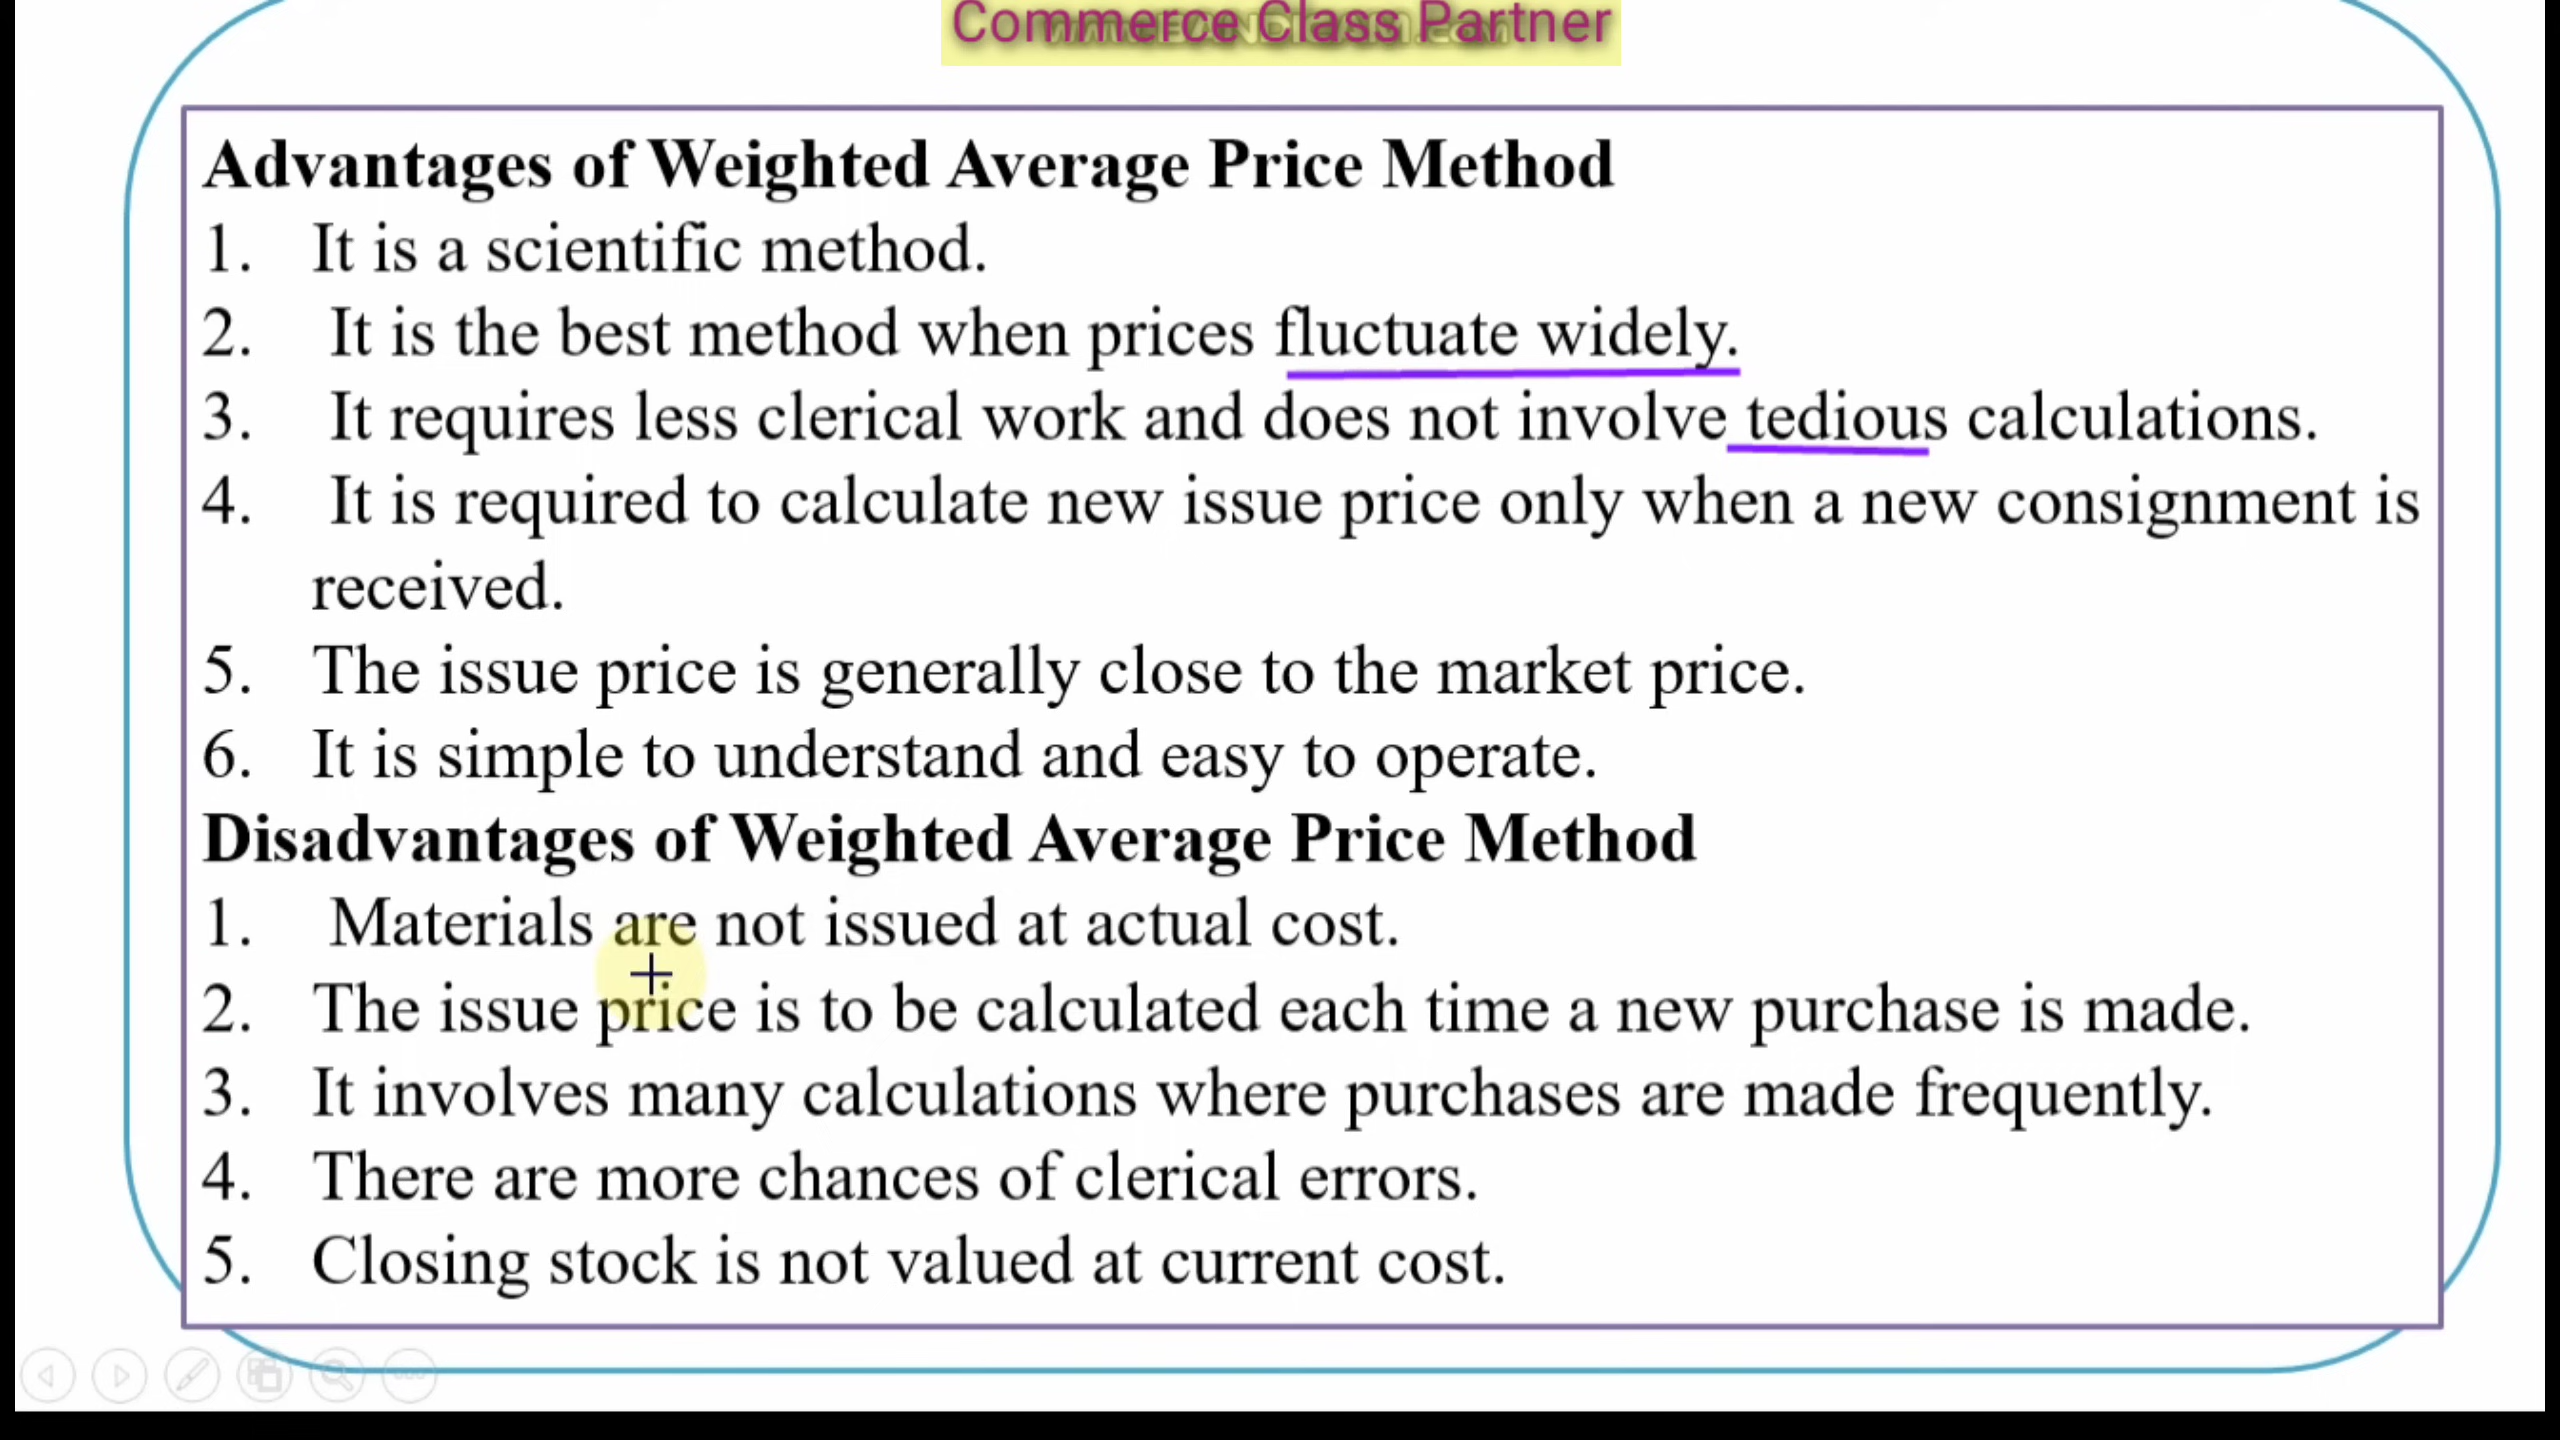 Commerce Class Partner
Advantages of Weighted Average Price Method
1. It is a scientific method.
2. It is the best method when prices fluctuate widely.
3. It requires less clerical work and does not involve tedious calculations.
4. It is required to calculate new issue price only when a new consignment is
received.
5. The issue price is generally close to the market price.
6. It is simple to understand and easy to operate.
Disadvantages of Weighted Average Price Method
1. Materials are not issued at actual cost.
2. The issue price is to be calculated each time a new purchase is made.
3. It involves many calculations where purchases are made frequently.
4. There are more chances of clerical errors.
5. Closing stock is not valued at current cost.